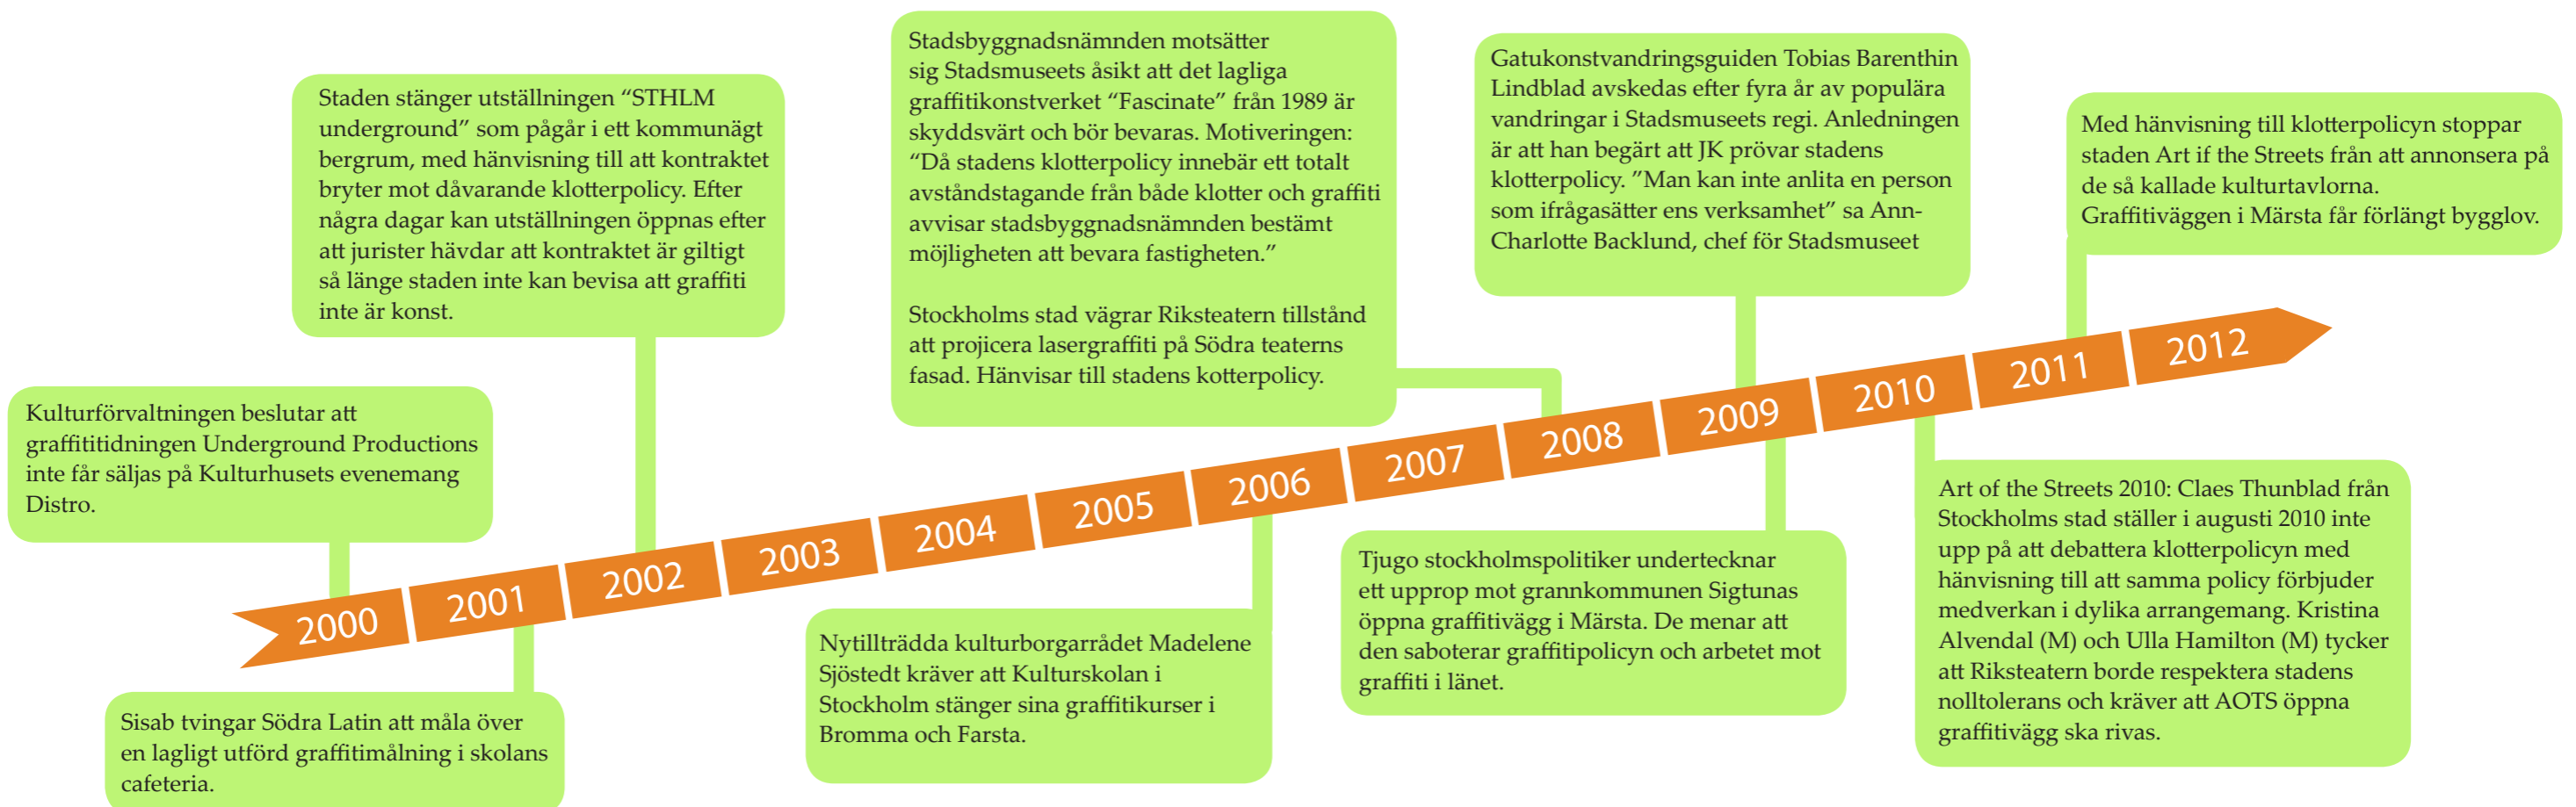 Kulturförvaltningen beslutar att
graffititidningen Underground Productions
inte får säljas på Kulturhusets evenemang
Distro.
Sisab tvingar Södra Latin att måla över
en lagligt utförd graffitimålning i skolans
cafeteria.
Staden stänger utställningen “STHLM
underground” som pågår i ett kommunägt
bergrum, med hänvisning till att kontraktet
bryter mot dåvarande klotterpolicy. Efter
några dagar kan utställningen öppnas efter
att jurister hävdar att kontraktet är giltigt
så länge staden inte kan bevisa att graffiti
inte är konst.
Nytillträdda kulturborgarrådet Madelene
Sjöstedt kräver att Kulturskolan i
Stockholm stänger sina graffitikurser i
Bromma och Farsta.
Stadsbyggnadsnämnden motsätter
sig Stadsmuseets åsikt att det lagliga
graffitikonstverket “Fascinate” från 1989 är
skyddsvärt och bör bevaras. Motiveringen:
“Då stadens klotterpolicy innebär ett totalt
avståndstagande från både klotter och graffiti
avvisar stadsbyggnadsnämnden bestämt
möjligheten att bevara fastigheten.”
Stockholms stad vägrar Riksteatern tillstånd
att projicera lasergraffiti på Södra teaterns
fasad. Hänvisar till stadens kotterpolicy.
Gatukonstvandringsguiden Tobias Barenthin
Lindblad avskedas efter fyra år av populära
vandringar i Stadsmuseets regi. Anledningen
är att han begärt att JK prövar stadens
klotterpolicy. ”Man kan inte anlita en person
som ifrågasätter ens verksamhet” sa Ann-
Charlotte Backlund, chef för Stadsmuseet
Tjugo stockholmspolitiker undertecknar
ett upprop mot grannkommunen Sigtunas
öppna graffitivägg i Märsta. De menar att
den saboterar graffitipolicyn och arbetet mot
graffiti i länet.
Art of the Streets 2010: Claes Thunblad från
Stockholms stad ställer i augusti 2010 inte
upp på att debattera klotterpolicyn med
hänvisning till att samma policy förbjuder
medverkan i dylika arrangemang. Kristina
Alvendal (M) och Ulla Hamilton (M) tycker
att Riksteatern borde respektera stadens
nolltolerans och kräver att AOTS öppna
graffitivägg ska rivas.
Med hänvisning till klotterpolicyn stoppar
staden Art if the Streets från att annonsera på
de så kallade kulturtavlorna.
Graffitiväggen i Märsta får förlängt bygglov.
2000
2001
2002
2003
2004
2005
2006
2007
2008
2009
2010
2011
2012